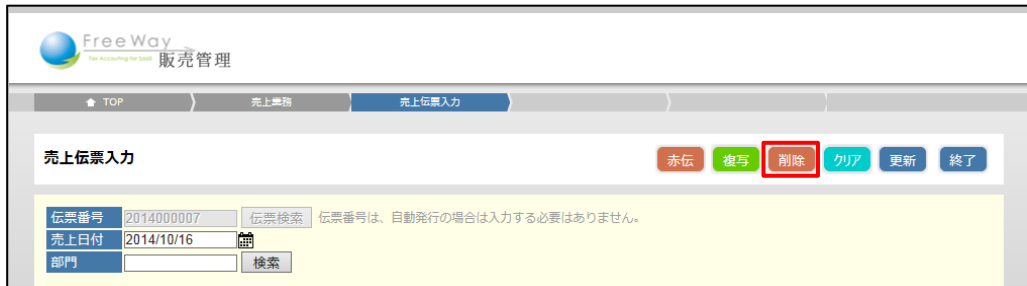 FreeWay
Tax Accounting for SaaS
販売管理
TOP 売上業務 売上伝票入力
売上伝票入力 赤伝 複写 削除 クリア 更新 終了
伝票番号 2014000007 伝票検索 伝票番号は、自動発行の場合は入力する必要はありません。
売上日付 2014/10/16
部門 検索